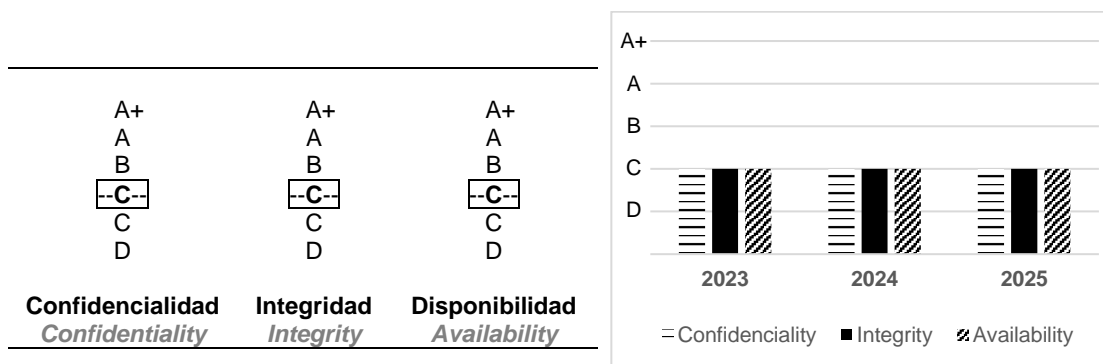 A+ A+ A+
A A A
B B B
--C-- --C-- --C--
C C C
D D D
Confidencialidad Integridad Disponibilidad
Confidentiality Integrity Availability
A+
A
B
C
D
2023 2024 2025
Confidenciality Integrity Availability